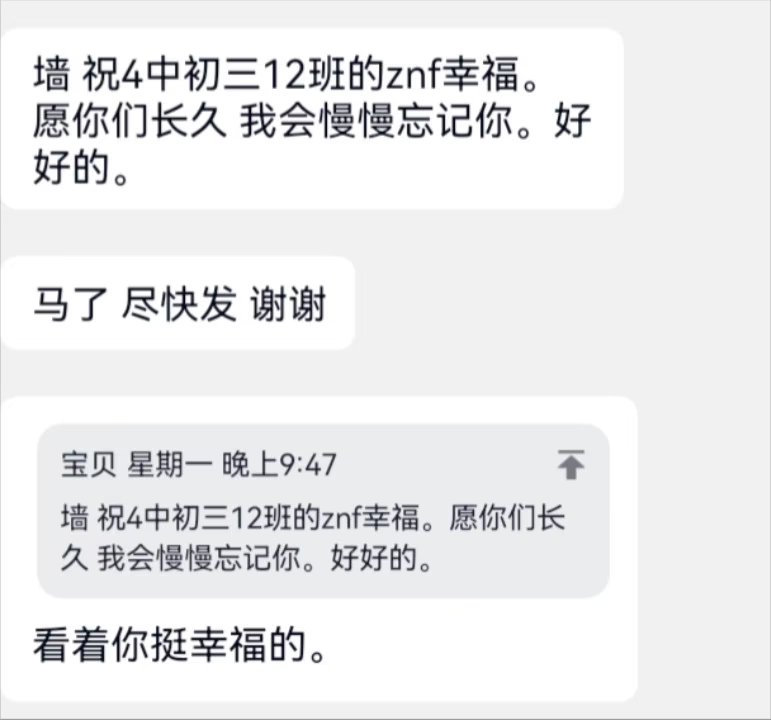 墙 祝4中初三12班的znf幸福。
愿你们长久 我会慢慢忘记你。好
好的。
马了 尽快发 谢谢
宝贝 星期一 晚上9:47
墙 祝4中初三12班的znf幸福。愿你们长
久 我会慢慢忘记你。好好的。
看着你挺幸福的。